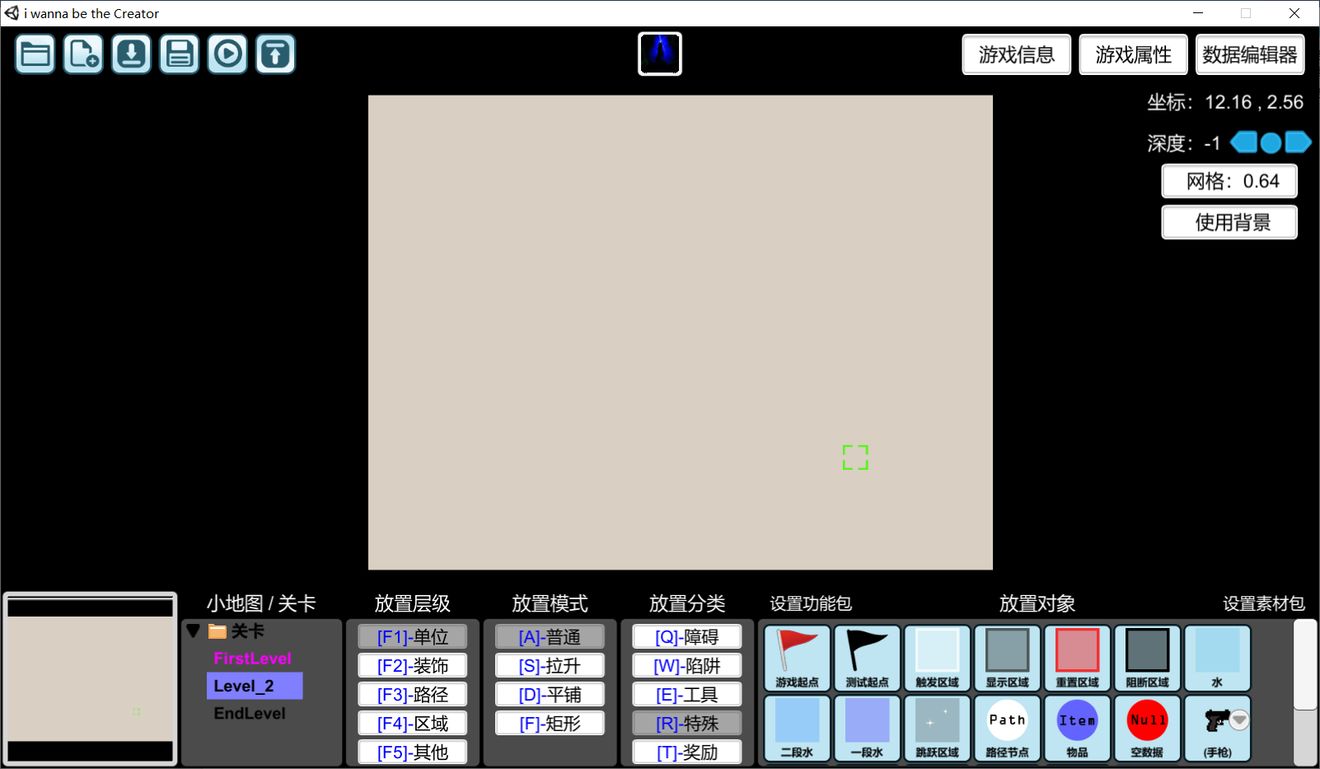 i wanna be the Creator
游戏信息
游戏属性
数据编辑器
坐标：12.16 , 2.56
深度：-1
网格：0.64
使用背景
小地图 / 关卡
关卡
FirstLevel
Level_2
EndLevel
放置层级
[F1]-单位
[F2]-装饰
[F3]-路径
[F4]-区域
[F5]-其他
放置模式
[A]-普通
[S]-拉升
[D]-平铺
[F]-矩形
放置分类
[Q]-障碍
[W]-陷阱
[E]-工具
[R]-特殊
[T]-奖励
设置功能包
放置对象
设置素材包
游戏起点
测试起点
触发区域
显示区域
重置区域
阻断区域
水
二段水
一段水
跳跃区域
Path
路径节点
Item
物品
Null
空数据
(手枪)